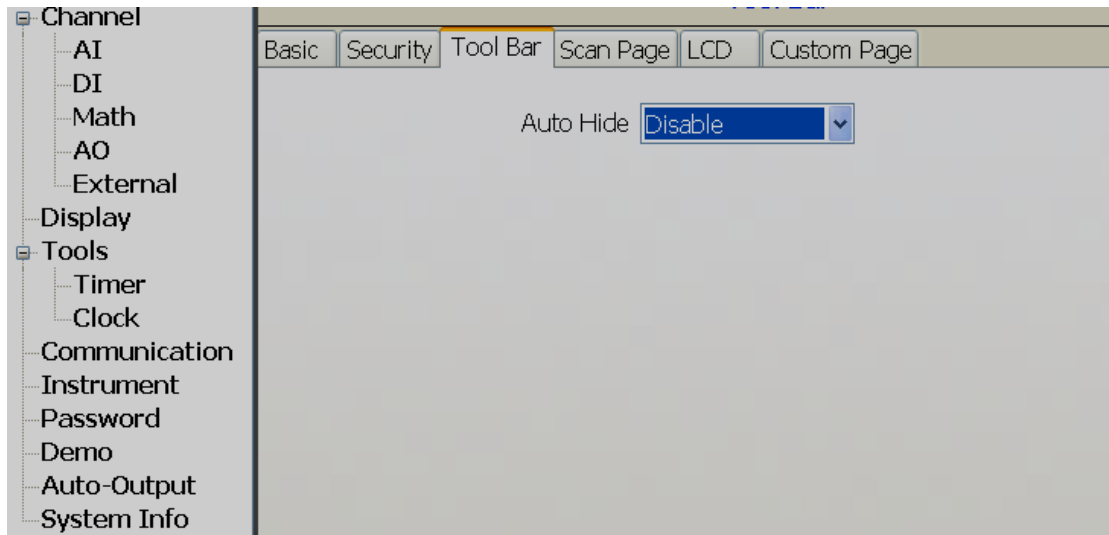 Channel
AI
DI
Math
AO
External
Display
Tools
Timer
Clock
Communication
Instrument
Password
Demo
Auto-Output
System Info
Basic Security Tool Bar Scan Page LCD Custom Page
Auto Hide Disable